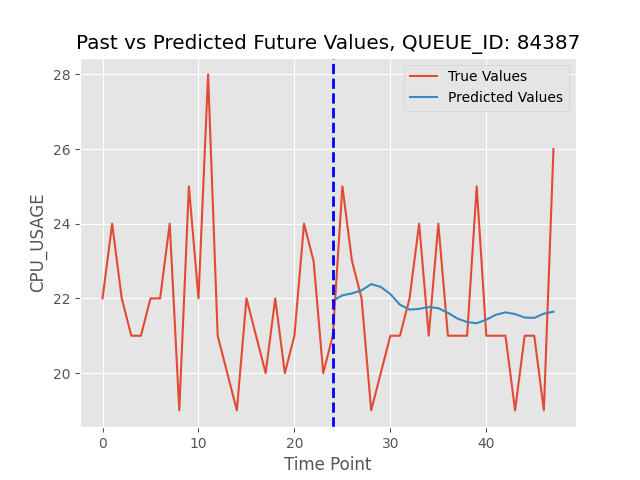 Past vs Predicted Future Values, QUEUE_ID: 84387
True Values
Predicted Values
CPU_USAGE
28
26
24
22
20
0
10
20
30
40
Time Point